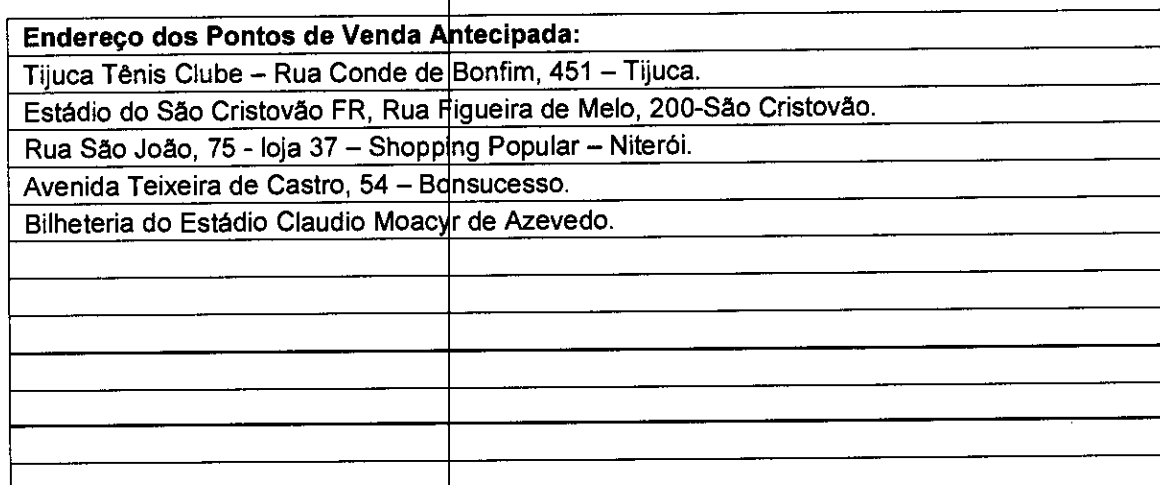 Endereço dos Pontos de Venda Antecipada:
Tijuca Tênis Clube – Rua Conde de Bonfim, 451 – Tijuca.
Estádio do São Cristovão FR, Rua Figueira de Melo, 200-São Cristovão.
Rua São João, 75 - loja 37 – Shopping Popular – Niterói.
Avenida Teixeira de Castro, 54 – Bonsucesso.
Bilheteria do Estádio Claudio Moacyr de Azevedo.